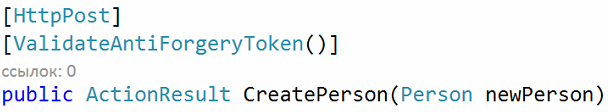 [HttpPost]
[ValidateAntiForgeryToken()]
ссылок: 0
public ActionResult CreatePerson(Person newPerson)